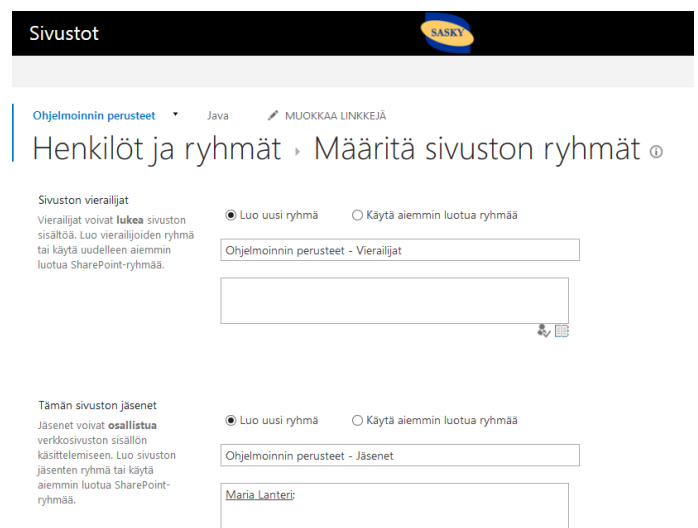 Sivustot
SASKY
Ohjelmoinnin perusteet
Java
MUOKKAA LINKKEJÄ
Henkilöt ja ryhmät
Määritä sivuston ryhmät
Sivuston vierailijat
Vierailijat voivat lukea sivuston
sisältöä. Luo vierailijoiden ryhmä
tai käytä uudelleen aiemmin
luotua SharePoint-ryhmää.
Luo uusi ryhmä
Käytä aiemmin luotua ryhmää
Ohjelmoinnin perusteet - Vierailijat
Tämän sivuston jäsenet
Jäsenet voivat osallistua
verkkosivuston sisällön
käsittelemiseen. Luo sivuston
jäsenten ryhmä tai käytä
aiemmin luotua SharePoint-
ryhmää.
Luo uusi ryhmä
Käytä aiemmin luotua ryhmää
Ohjelmoinnin perusteet - Jäsenet
Maria Lanteri;